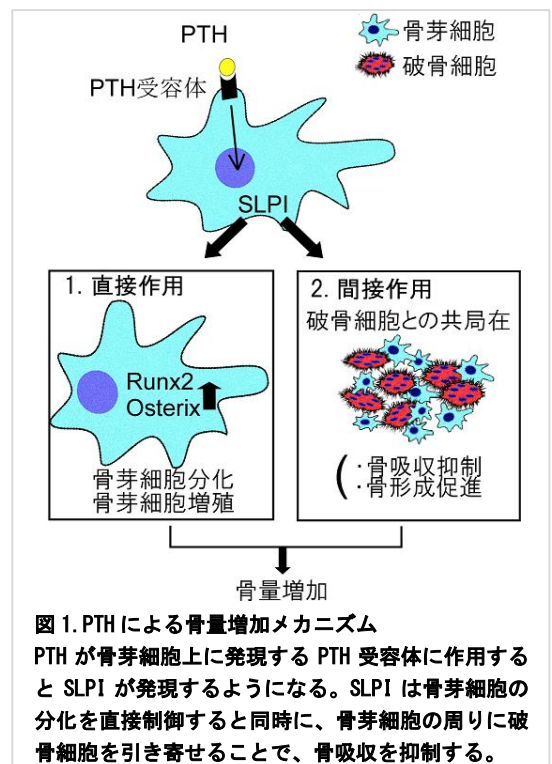 PTH
骨芽細胞
破骨細胞
PTH受容体
SLPI
1. 直接作用
Runx2
Osterix
骨芽細胞分化
骨芽細胞増殖
2. 間接作用
破骨細胞との共局在
・骨吸収抑制
・骨形成促進
骨量増加
図1.PTHによる骨量増加メカニズム
PTHが骨芽細胞上に発現するPTH受容体に作用する
とSLPIが発現するようになる。SLPIは骨芽細胞の
分化を直接制御すると同時に、骨芽細胞の周りに破
骨細胞を引き寄せることで、骨吸収を抑制する。